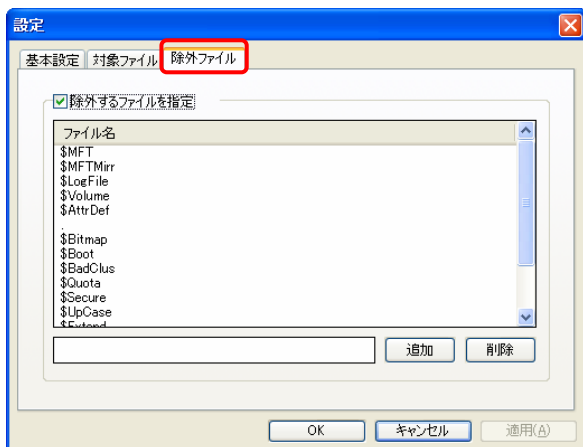 設定
基本設定 対象ファイル 除外ファイル
除外するファイルを指定
ファイル名
$MFT
$MFTMirr
$LogFile
$Volume
$AttrDef
.
$Bitmap
$Boot
$BadClus
$Quota
$Secure
$UpCase
$Extend
追加 削除
OK キャンセル 適用(A)